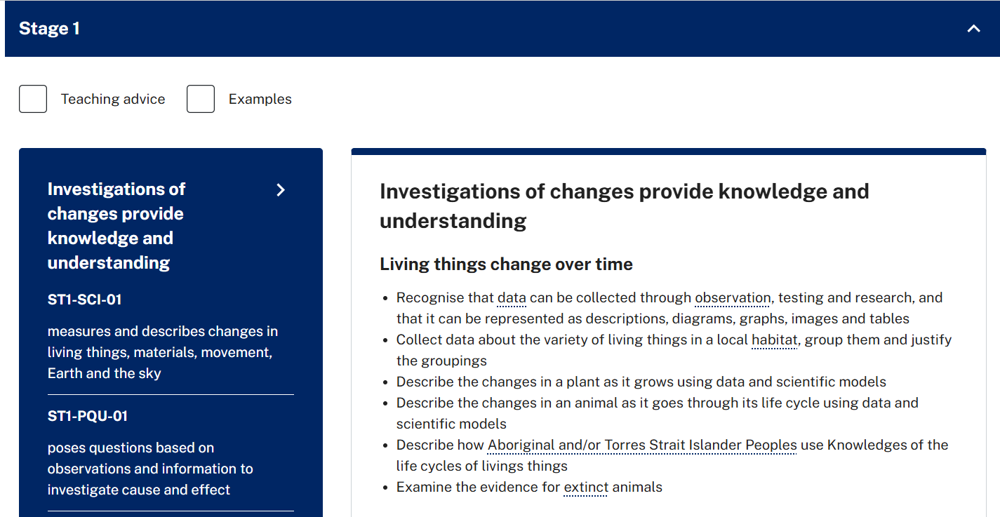 Stage 1
Teaching advice
Examples
Investigations of
changes provide
knowledge and
understanding
ST1-SCI-01
measures and describes changes in
living things, materials, movement,
Earth and the sky
ST1-PQU-01
poses questions based on
observations and information to
investigate cause and effect
Investigations of changes provide knowledge and
understanding
Living things change over time
• Recognise that data can be collected through observation, testing and research, and
that it can be represented as descriptions, diagrams, graphs, images and tables
• Collect data about the variety of living things in a local habitat, group them and justify
the groupings
• Describe the changes in a plant as it grows using data and scientific models
• Describe the changes in an animal as it goes through its life cycle using data and
scientific models
• Describe how Aboriginal and/or Torres Strait Islander Peoples use Knowledges of the
life cycles of livings things
• Examine the evidence for extinct animals